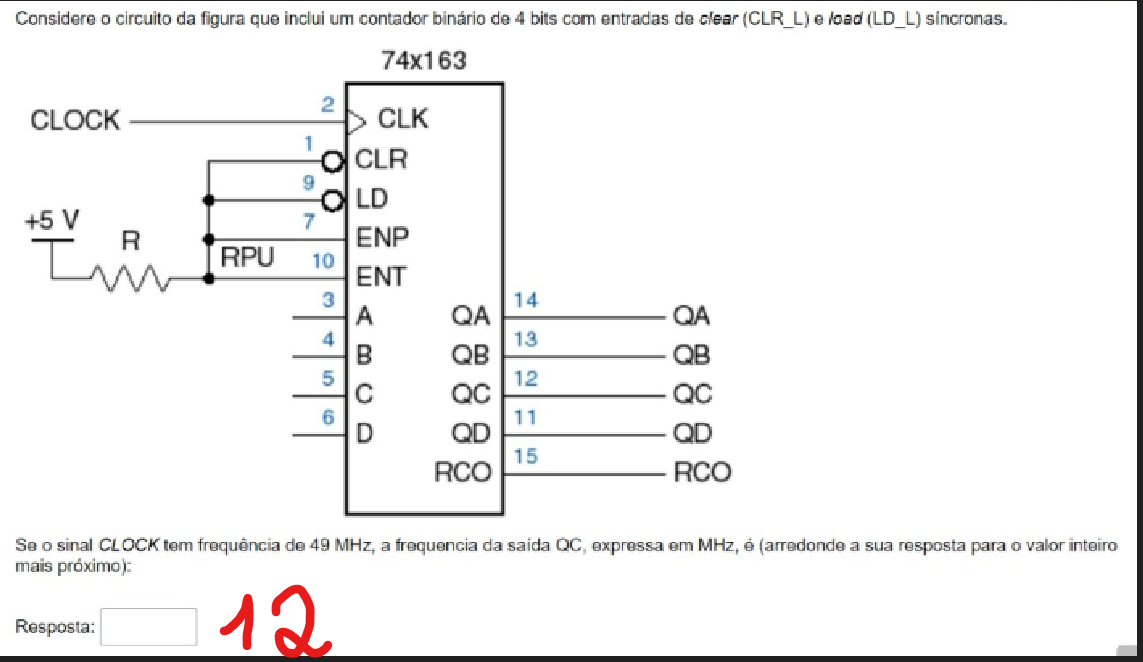 Considere o circuito da figura que inclui um contador binário de 4 bits com entradas de clear (CLR_L) e load (LD_L) síncronas.
74x163
CLOCK
2
CLK
1
CLR
9
LD
+5 V
7
ENP
R
RPU
10
ENT
3
A
QA
14
QA
4
B
QB
13
QB
5
C
QC
12
QC
6
D
QD
11
QD
RCO
15
RCO
Se o sinal CLOCK tem frequência de 49 MHz, a frequencia da saída QC, expressa em MHz, é (arredonde a sua resposta para o valor inteiro
mais próximo):
Resposta:
12